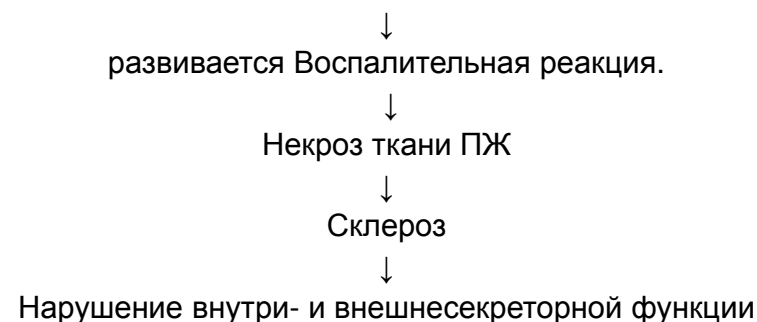 ↓
развивается Воспалительная реакция.
↓
Некроз ткани ПЖ
↓
Склероз
↓
Нарушение внутри- и внешнесекреторной функции